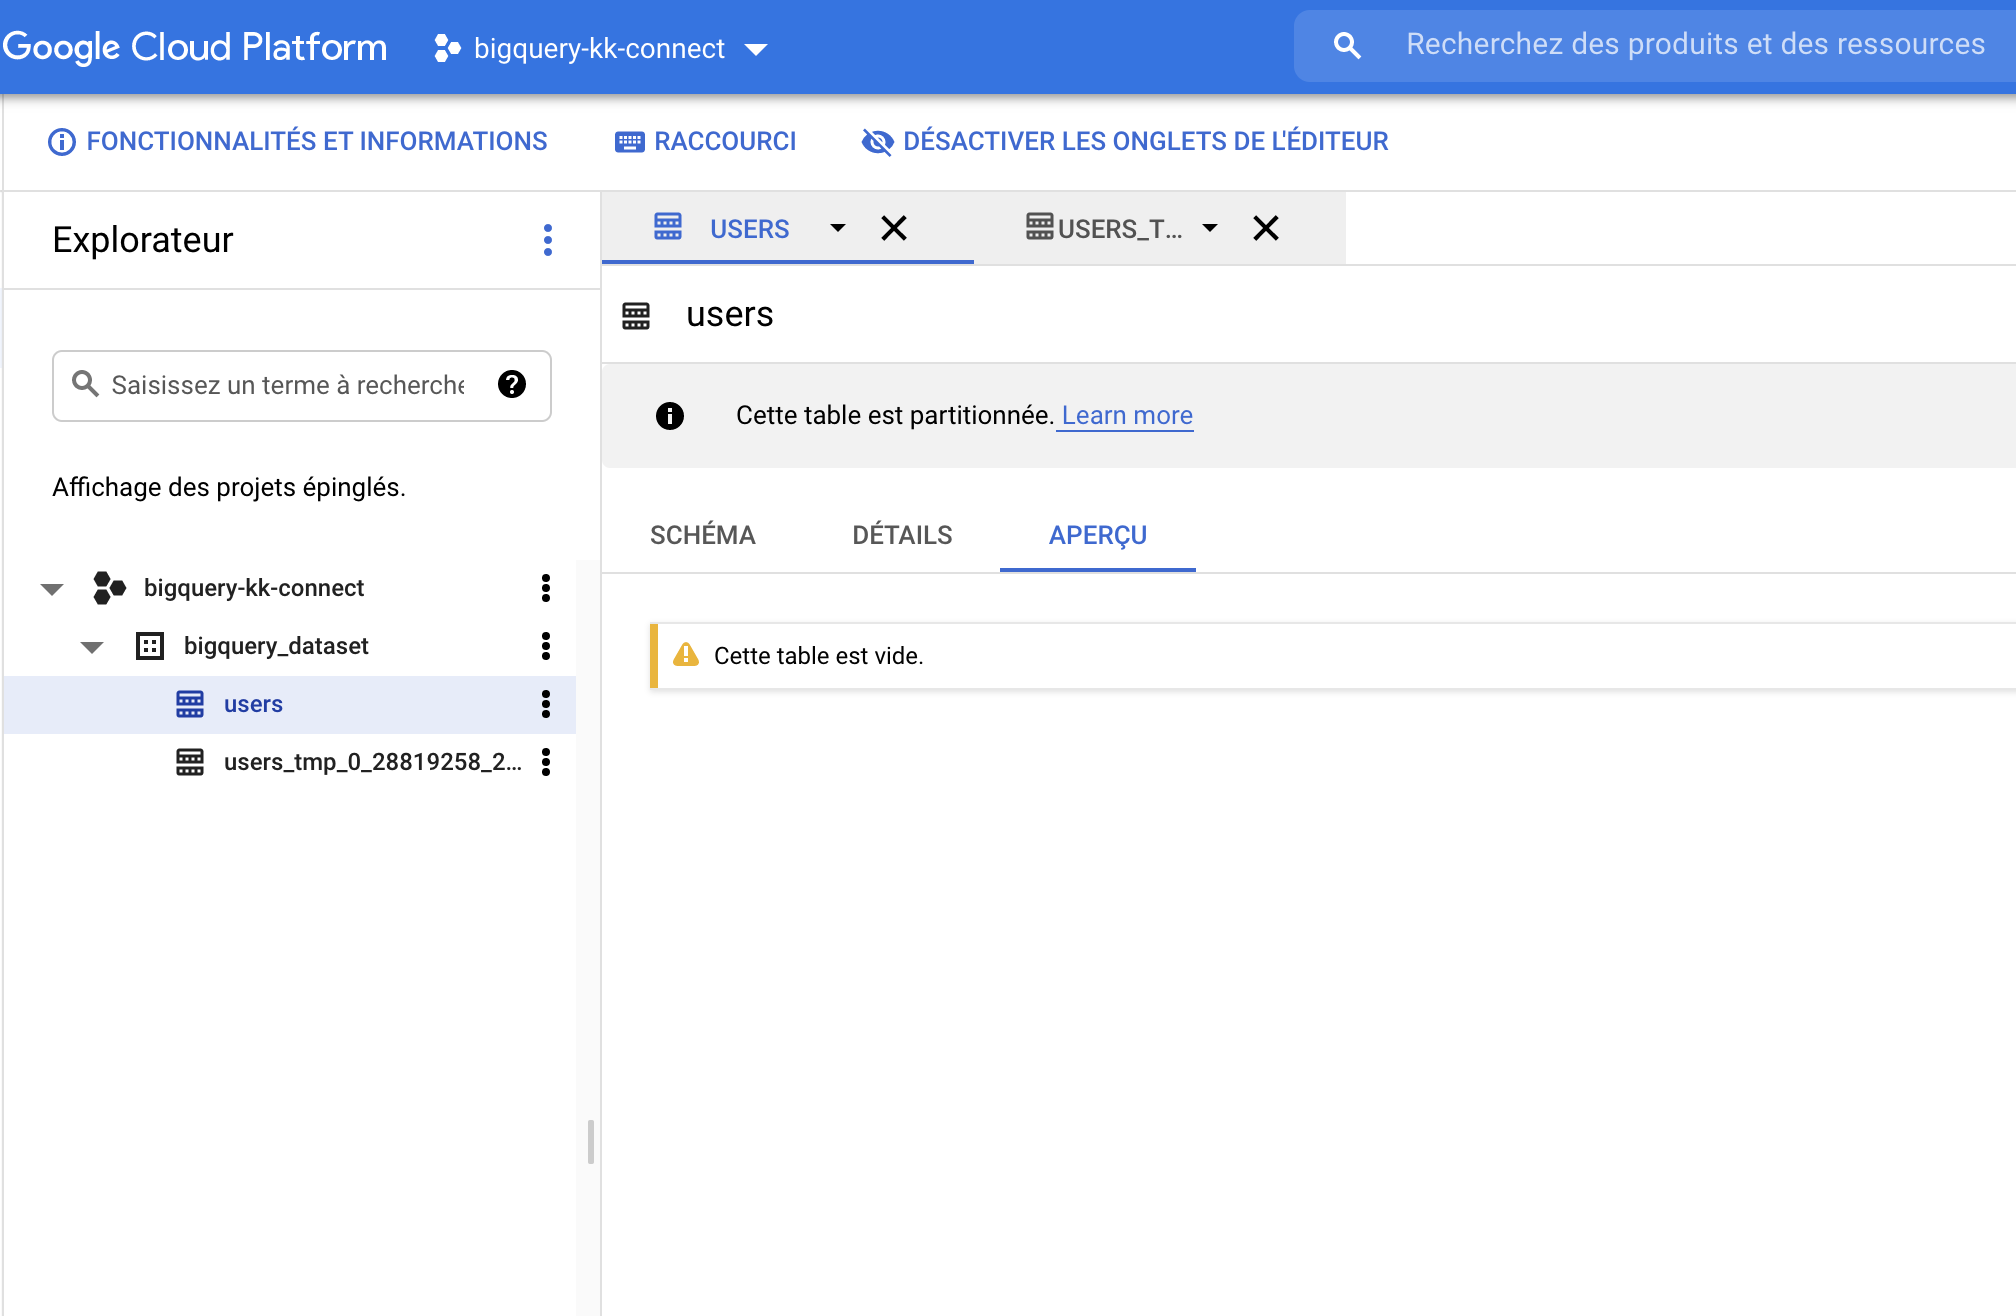 Google Cloud Platform
bigquery-kk-connect
Recherchez des produits et des ressources
FONCTIONNALITÉS ET INFORMATIONS
RACCOURCI
DÉSACTIVER LES ONGLETS DE L'ÉDITEUR
Explorateur
Saisissez un terme à recherche
Affichage des projets épinglés.
bigquery-kk-connect
bigquery_dataset
users
users_tmp_0_28819258_2...
USERS
USERS_T...
users
Cette table est partitionnée. Learn more
SCHÉMA
DÉTAILS
APERÇU
Cette table est vide.